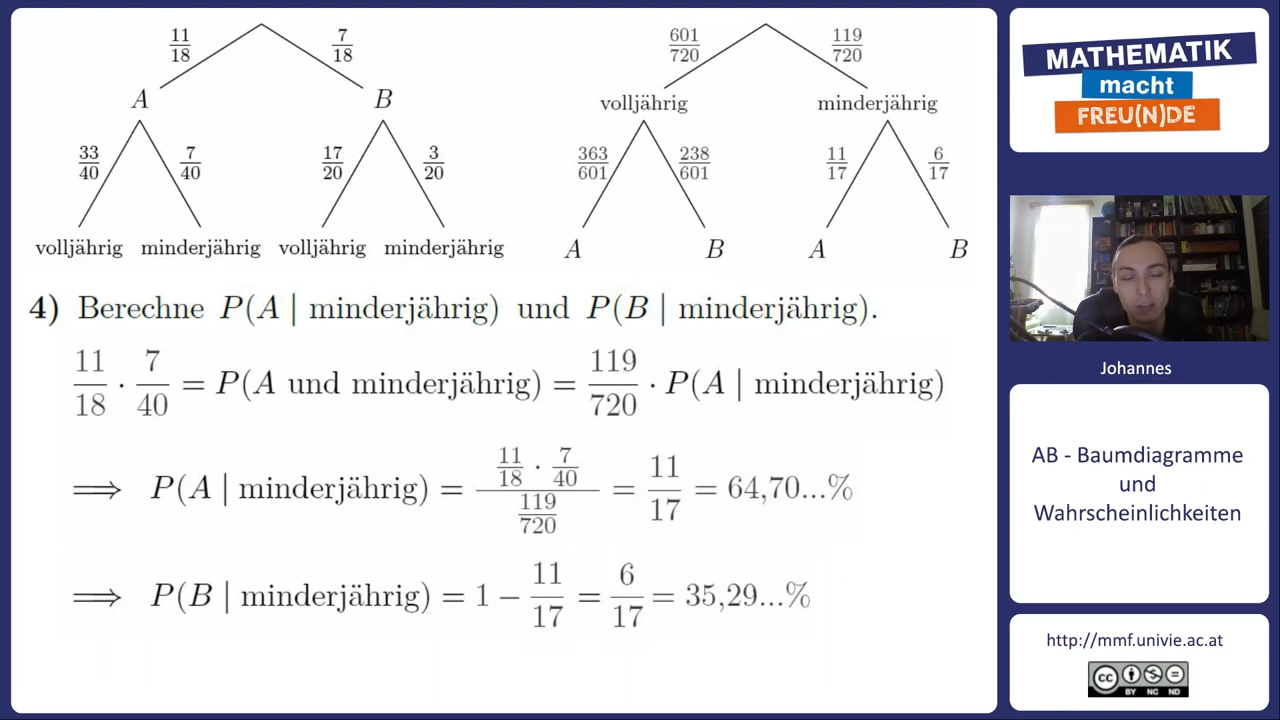 11/18 7/18 601/720 119/720
A B volljährig minderjährig
33/40 7/40 17/20 3/20 363/601 238/601 11/17 6/17
volljährig minderjährig volljährig minderjährig A B A B
4) Berechne P(A | minderjährig) und P(B | minderjährig).
11/18 · 7/40 = P(A und minderjährig) = 119/720 · P(A | minderjährig)
⟹ P(A | minderjährig) = (11/18 · 7/40)/(119/720) = 11/17 = 64,70...%
⟹ P(B | minderjährig) = 1 − 11/17 = 6/17 = 35,29...%
MATHEMATIK
macht
FREU(N)DE
Johannes
AB - Baumdiagramme
und
Wahrscheinlichkeiten
http://mmf.univie.ac.at
cc
BY NC ND